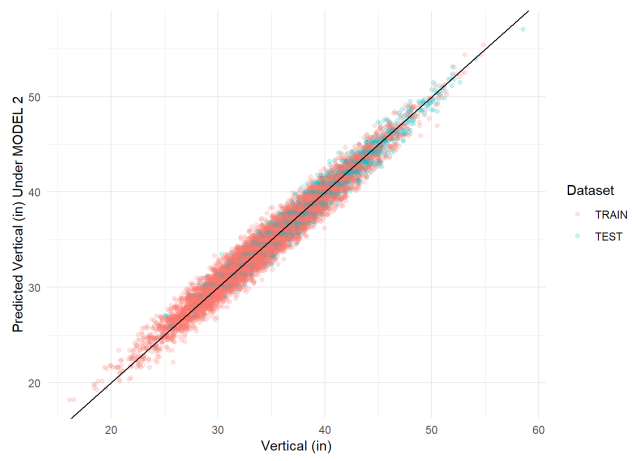 Predicted Vertical (in) Under MODEL 2
50
40
30
20
20 30 40 50 60
Vertical (in)
Dataset
TRAIN
TEST